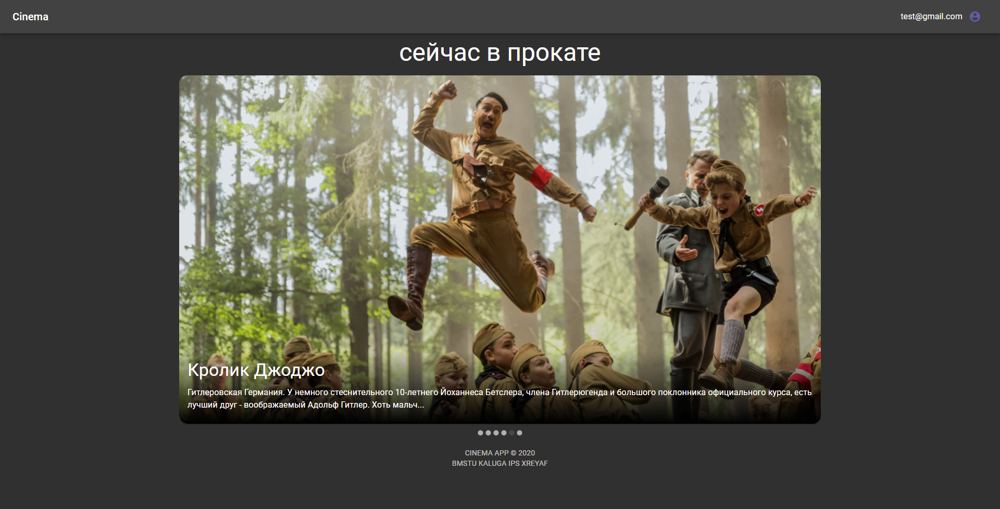 Cinema
test@gmail.com
сейчас в прокате
Кролик Джоджо
Гитлеровская Германия. У немного стеснительного 10-летнего Йоханнеса Бетслера, члена Гитлерюгенда и большого поклонника официального курса, есть
лучший друг - воображаемый Адольф Гитлер. Хоть мальч...
CINEMA APP © 2020
BMSTU KALUGA IPS XREYAF